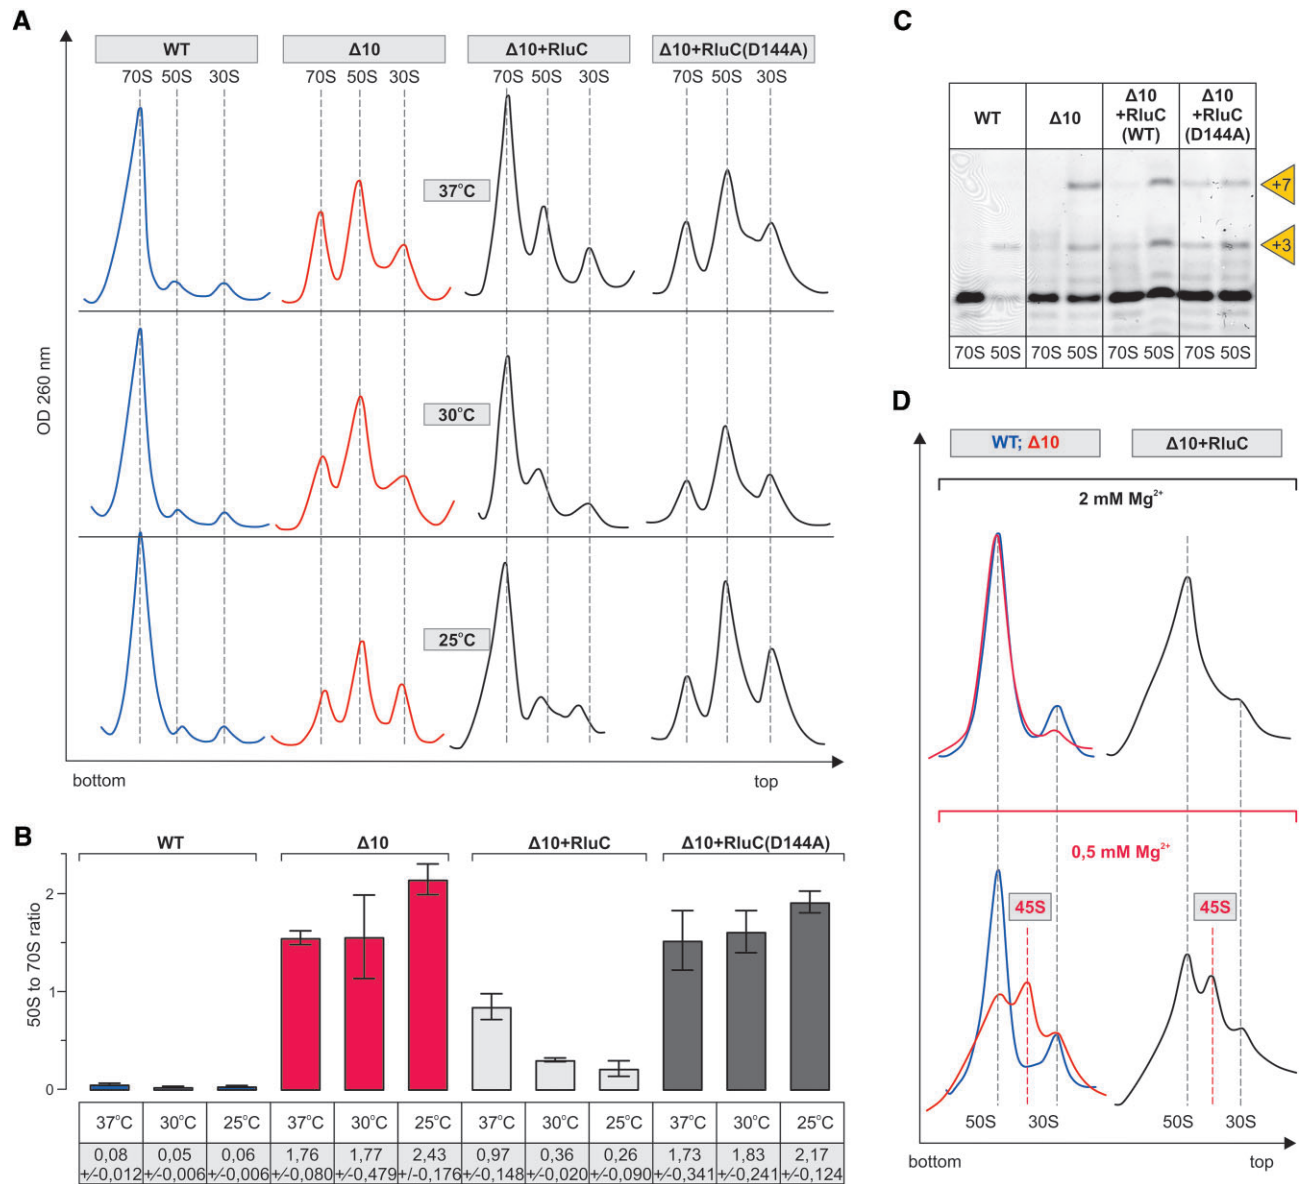 A
WT
Δ10
Δ10+RluC
Δ10+RluC(D144A)
70S 50S 30S
70S 50S 30S
70S 50S 30S
70S 50S 30S
37°C
30°C
25°C
OD 260 nm
bottom
top
B
WT
Δ10
Δ10+RluC
Δ10+RluC(D144A)
50S to 70S ratio
2
1
0
37°C 30°C 25°C 37°C 30°C 25°C 37°C 30°C 25°C 37°C 30°C 25°C
0,08 0,05 0,06 1,76 1,77 2,43 0,97 0,36 0,26 1,73 1,83 2,17
+/-0,012 +/-0,006 +/-0,006 +/-0,080 +/-0,479 +/-0,176 +/-0,148 +/-0,020 +/-0,090 +/-0,341 +/-0,241 +/-0,124
C
WT
Δ10
Δ10
+RluC
(WT)
Δ10
+RluC
(D144A)
+7
+3
70S 50S 70S 50S 70S 50S 70S 50S
D
WT; Δ10
Δ10+RluC
2 mM Mg²⁺
0,5 mM Mg²⁺
45S
45S
50S 30S
50S 30S
bottom
top